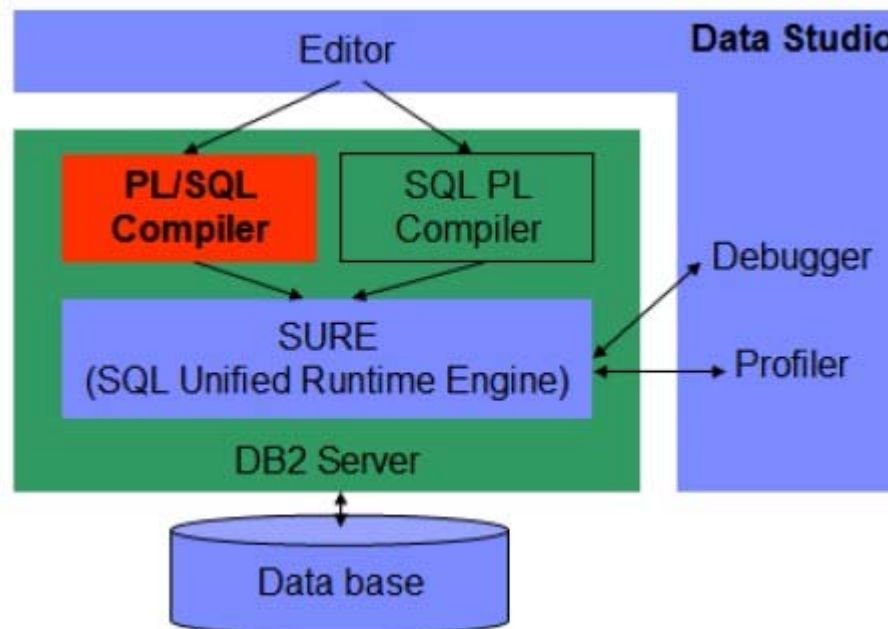 Editor
Data Studio
PL/SQL
Compiler
SQL PL
Compiler
Debugger
SURE
(SQL Unified Runtime Engine)
Profiler
DB2 Server
Data base